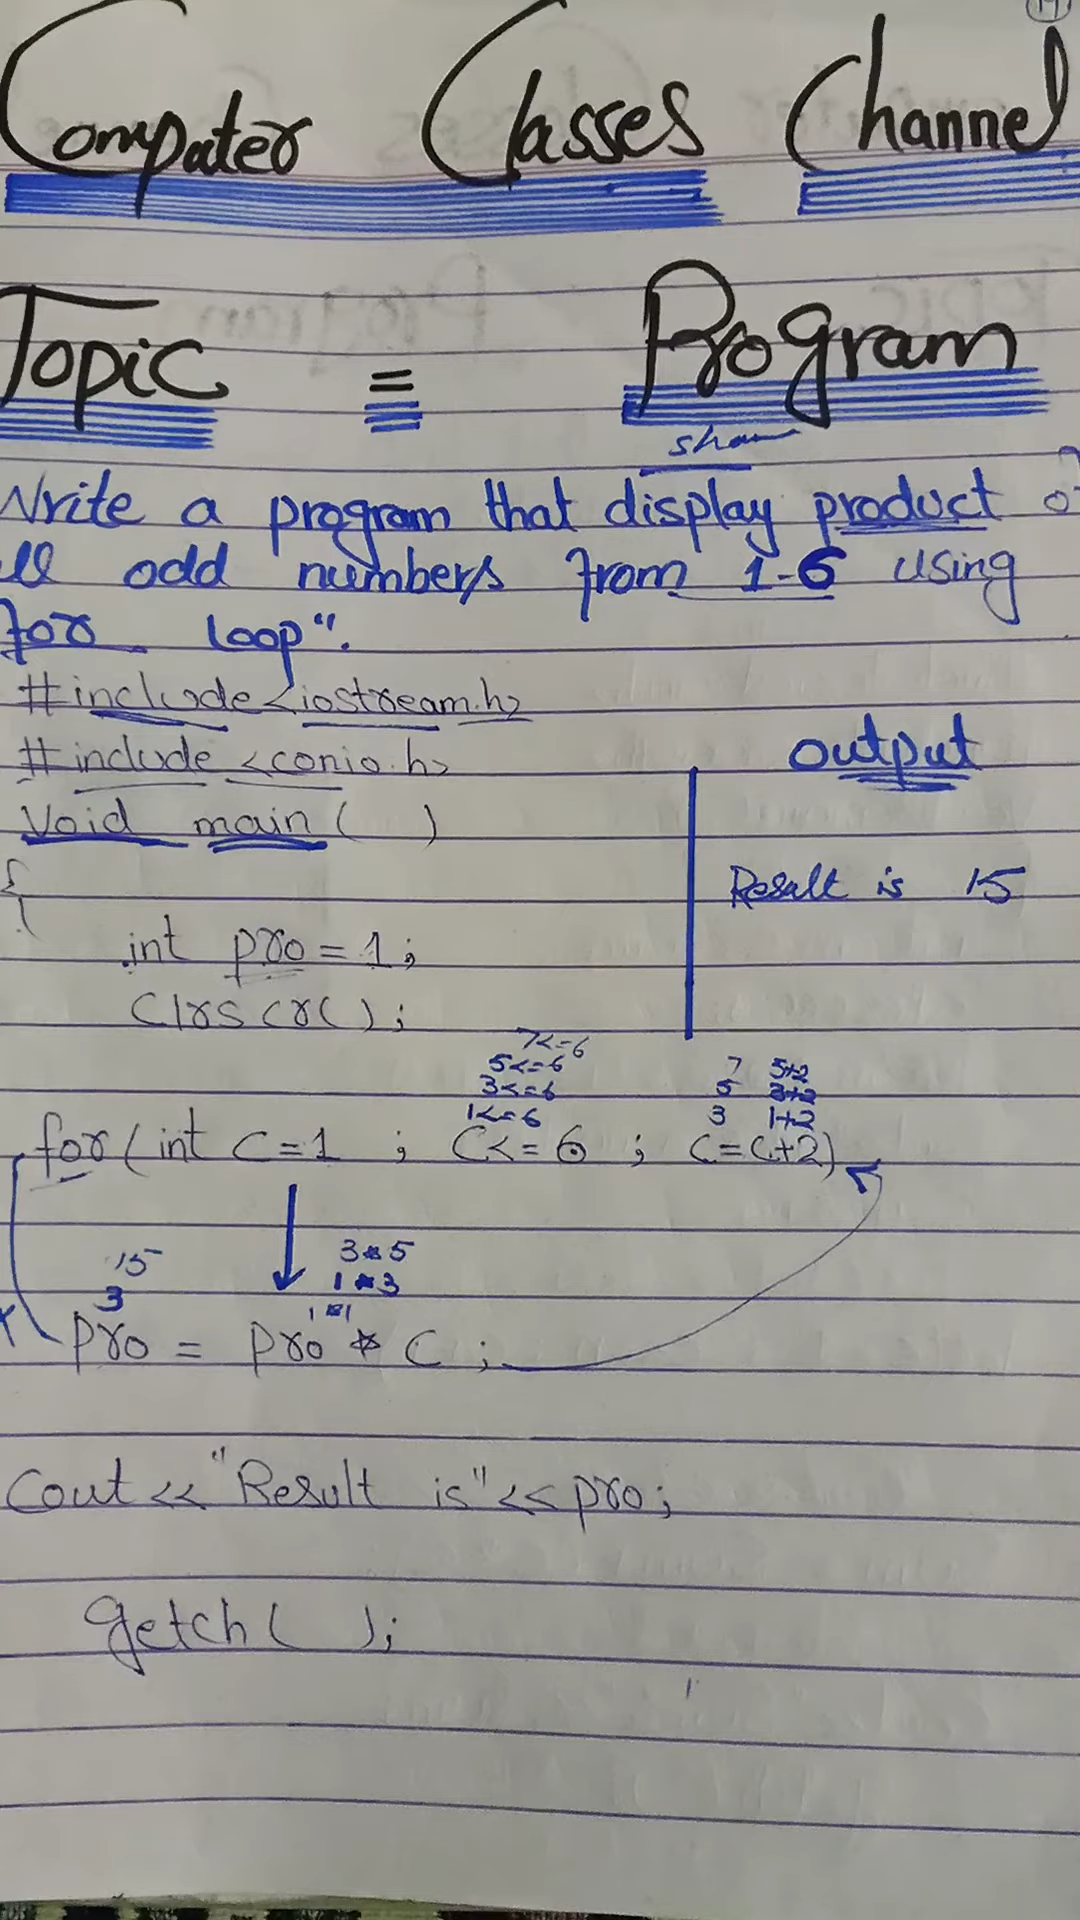 14
Computer Classes Channel
Topic = Program
show
Write a program that display product
all odd numbers from 1-6 using
for loop".
#include<iostream.h>
#include <conio.h>
Void main( )
{
int pro = 1;
Clrscr();
output
Result is 15
7<=6
5<=6
3<=6
1<=6
7 5+2
5 3+2
3 1+2
for(int C=1 ; C<=6 ; C=C+2)
15
3
3*5
1*3
1*1
pro = pro * C ;
Cout<<"Result is"<<pro;
getch( );